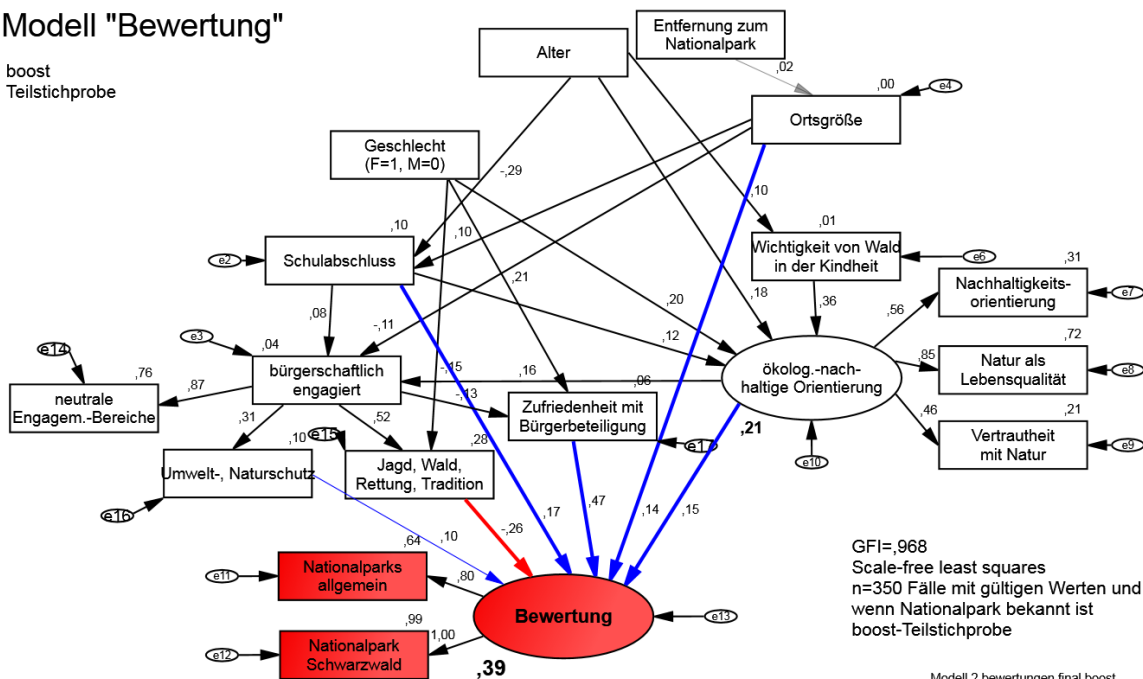 Modell "Bewertung"
boost
Teilstichprobe
Entfernung zum
Nationalpark
Alter
,02
,00
e4
Ortsgröße
Geschlecht
(F=1, M=0)
-,29
,10
,10
,10
,01
e2
Schulabschluss
Wichtigkeit von Wald
in der Kindheit
e6
,31
,21
Nachhaltigkeits-
orientierung
e7
,08
-,11
,20
,18
,36
,56
,12
e3
,04
e14
,72
,76
bürgerschaftlich
engagiert
-,15
,16
,06
ökolog.-nach-
haltige Orientierung
,85
Natur als
Lebensqualität
e8
neutrale
Engagem.-Bereiche
,87
-,13
Zufriedenheit mit
Bürgerbeteiligung
,46
,21
,31
,52
,10
e15
,28
e17
,21
Vertrautheit
mit Natur
e9
e10
Umwelt-, Naturschutz
Jagd, Wald,
Rettung, Tradition
e16
,10
-,26
,17
,47
,14
,15
,64
GFI=,968
Scale-free least squares
n=350 Fälle mit gültigen Werten und
wenn Nationalpark bekannt ist
boost-Teilstichprobe
e11
Nationalparks
allgemein
,80
Bewertung
e13
,99
1,00
e12
Nationalpark
Schwarzwald
,39
Modell 2 bewertungen final boost